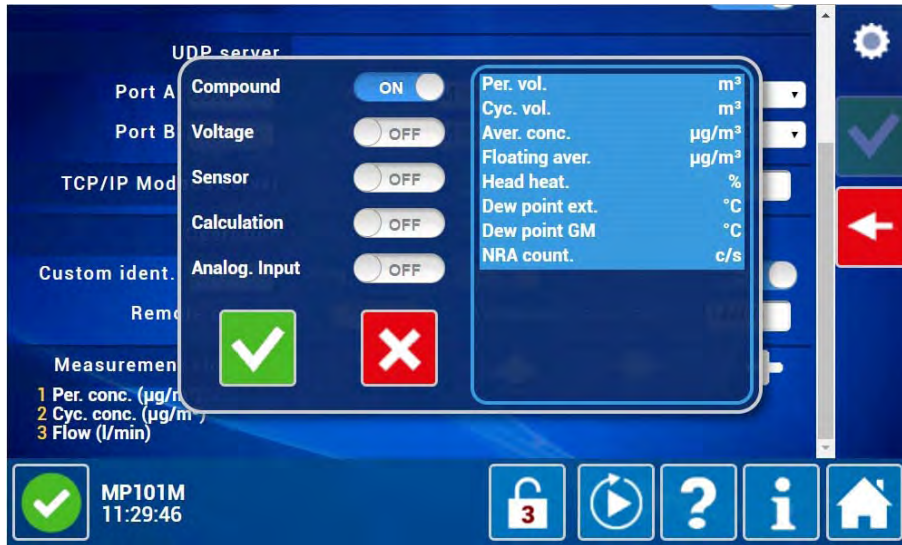 UDP server
Port A
Port B
TCP/IP Mod
Custom ident.
Measuremen
1 Per. conc. (µg/m
2 Cyc. conc. (µg/m³)
3 Flow (l/min)
Compound ON
Voltage OFF
Sensor OFF
Calculation OFF
Analog. Input OFF
Per. vol. m³
Cyc. vol. m³
Aver. conc. µg/m³
Floating aver. µg/m³
Head heat. %
Dew point ext. °C
Dew point GM °C
NRA count. c/s
MP101M
11:29:46
3
?
i